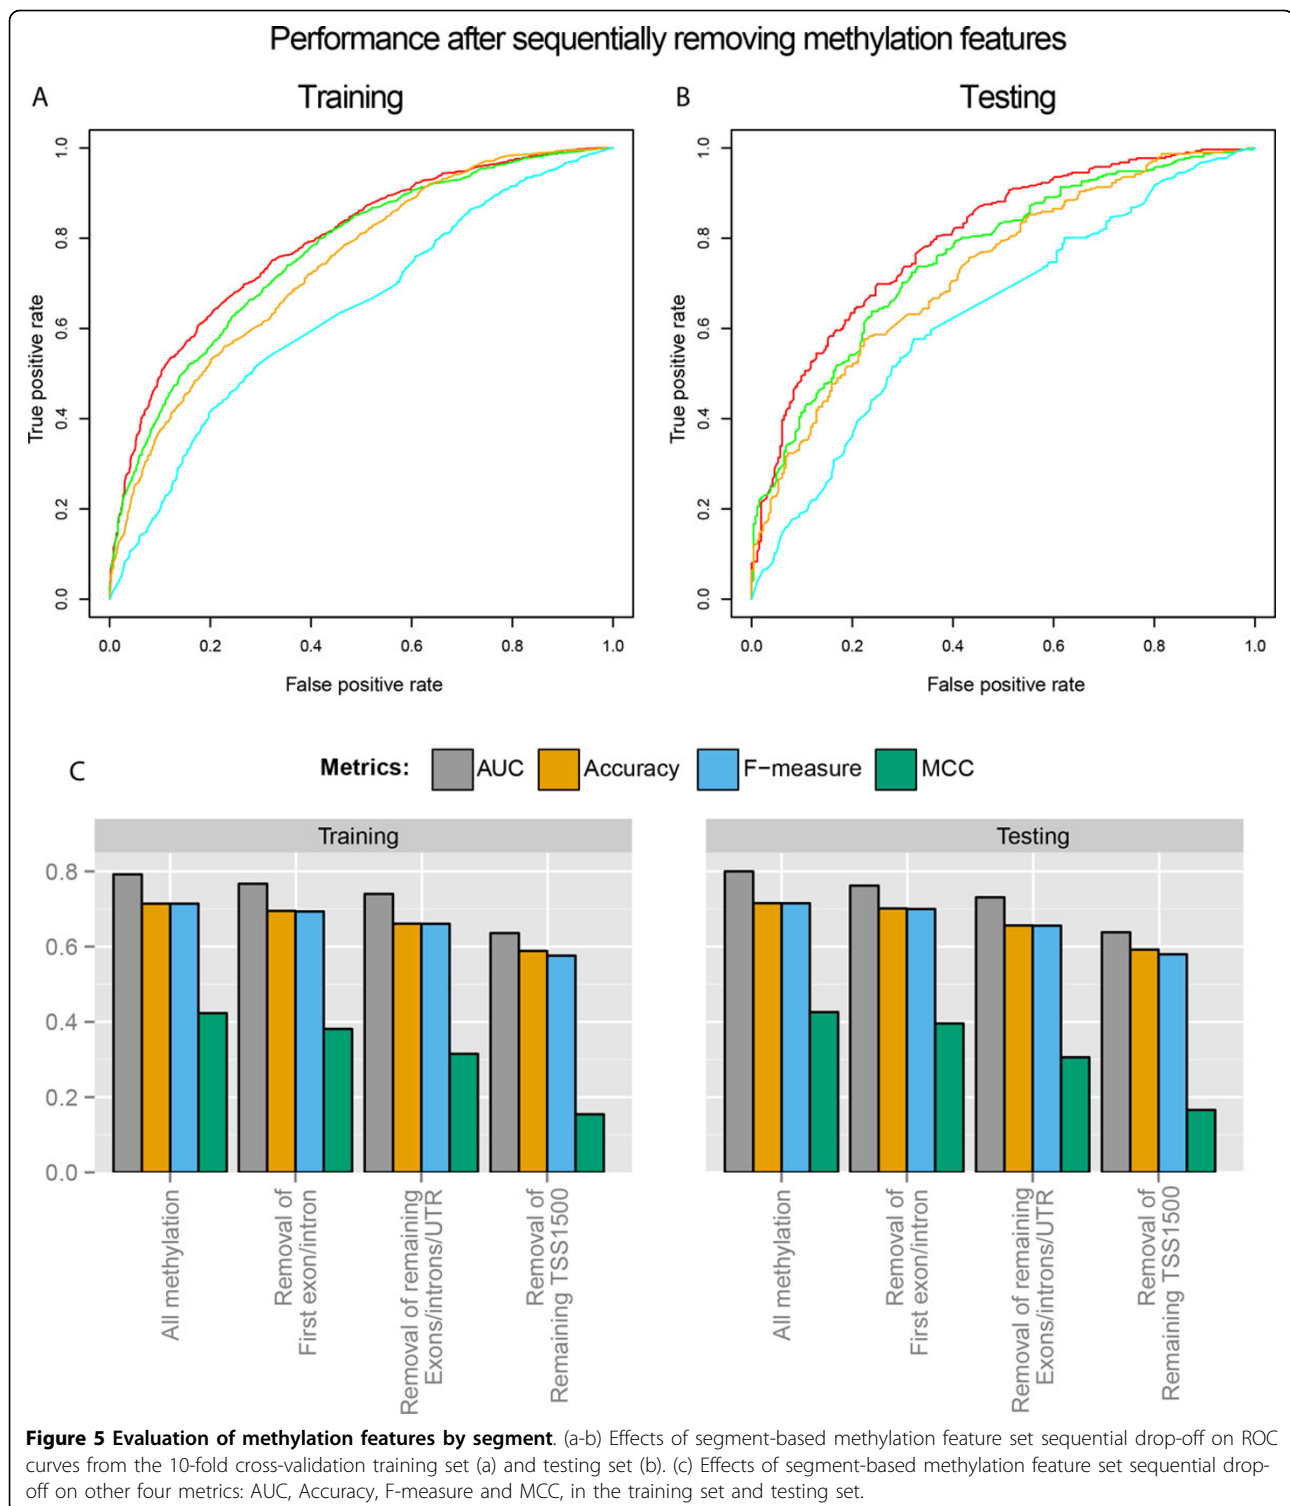 Performance after sequentially removing methylation features
A
Training
B
Testing
True positive rate
0.0 0.2 0.4 0.6 0.8 1.0
0.0 0.2 0.4 0.6 0.8 1.0
False positive rate
True positive rate
0.0 0.2 0.4 0.6 0.8 1.0
0.0 0.2 0.4 0.6 0.8 1.0
False positive rate
C
Metrics: AUC Accuracy F−measure MCC
Training
Testing
0.8
0.6
0.4
0.2
0.0
All methylation
Removal of
First exon/intron
Removal of remaining
Exons/introns/UTR
Removal of
Remaining TSS1500
All methylation
Removal of
First exon/intron
Removal of remaining
Exons/introns/UTR
Removal of
Remaining TSS1500
Figure 5 Evaluation of methylation features by segment. (a-b) Effects of segment-based methylation feature set sequential drop-off on ROC
curves from the 10-fold cross-validation training set (a) and testing set (b). (c) Effects of segment-based methylation feature set sequential drop-
off on other four metrics: AUC, Accuracy, F-measure and MCC, in the training set and testing set.